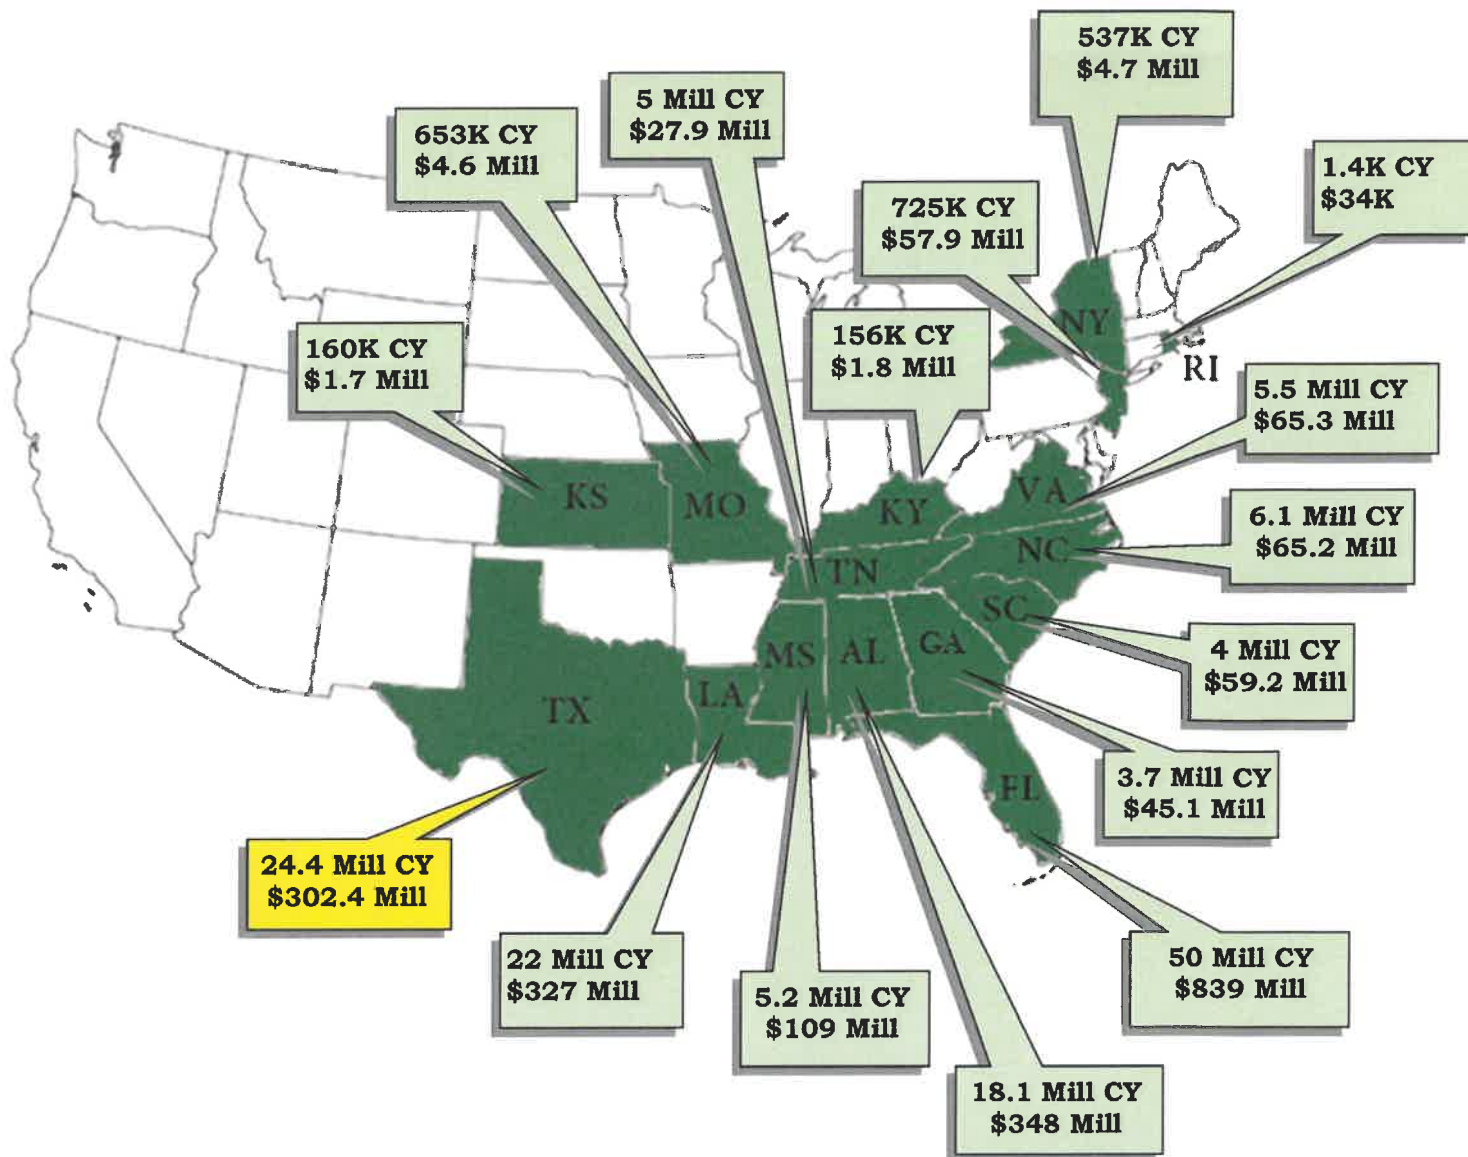 537K CY
$4.7 Mill
5 Mill CY
$27.9 Mill
653K CY
$4.6 Mill
1.4K CY
$34K
725K CY
$57.9 Mill
NY
RI
160K CY
$1.7 Mill
156K CY
$1.8 Mill
5.5 Mill CY
$65.3 Mill
KS
MO
KY
VA
6.1 Mill CY
$65.2 Mill
NC
TN
SC
4 Mill CY
$59.2 Mill
MS
AL
GA
LA
TX
3.7 Mill CY
$45.1 Mill
FL
24.4 Mill CY
$302.4 Mill
22 Mill CY
$327 Mill
5.2 Mill CY
$109 Mill
50 Mill CY
$839 Mill
18.1 Mill CY
$348 Mill